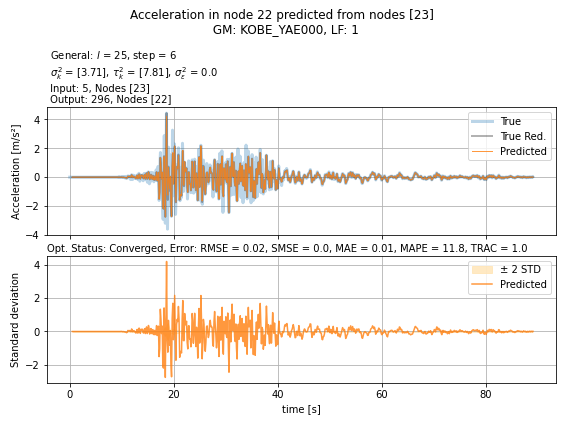 Acceleration in node 22 predicted from nodes [23]
GM: KOBE_YAE000, LF: 1
General: l = 25, step = 6
σ²ₖ = [3.71], τ²ₖ = [7.81], σ²ε = 0.0
Input: 5, Nodes [23]
Output: 296, Nodes [22]
Acceleration [m/s²]
4
2
0
−2
−4
True
True Red.
Predicted
Opt. Status: Converged, Error: RMSE = 0.02, SMSE = 0.0, MAE = 0.01, MAPE = 11.8, TRAC = 1.0
Standard deviation
4
2
0
−2
± 2 STD
Predicted
0 20 40 60 80
time [s]